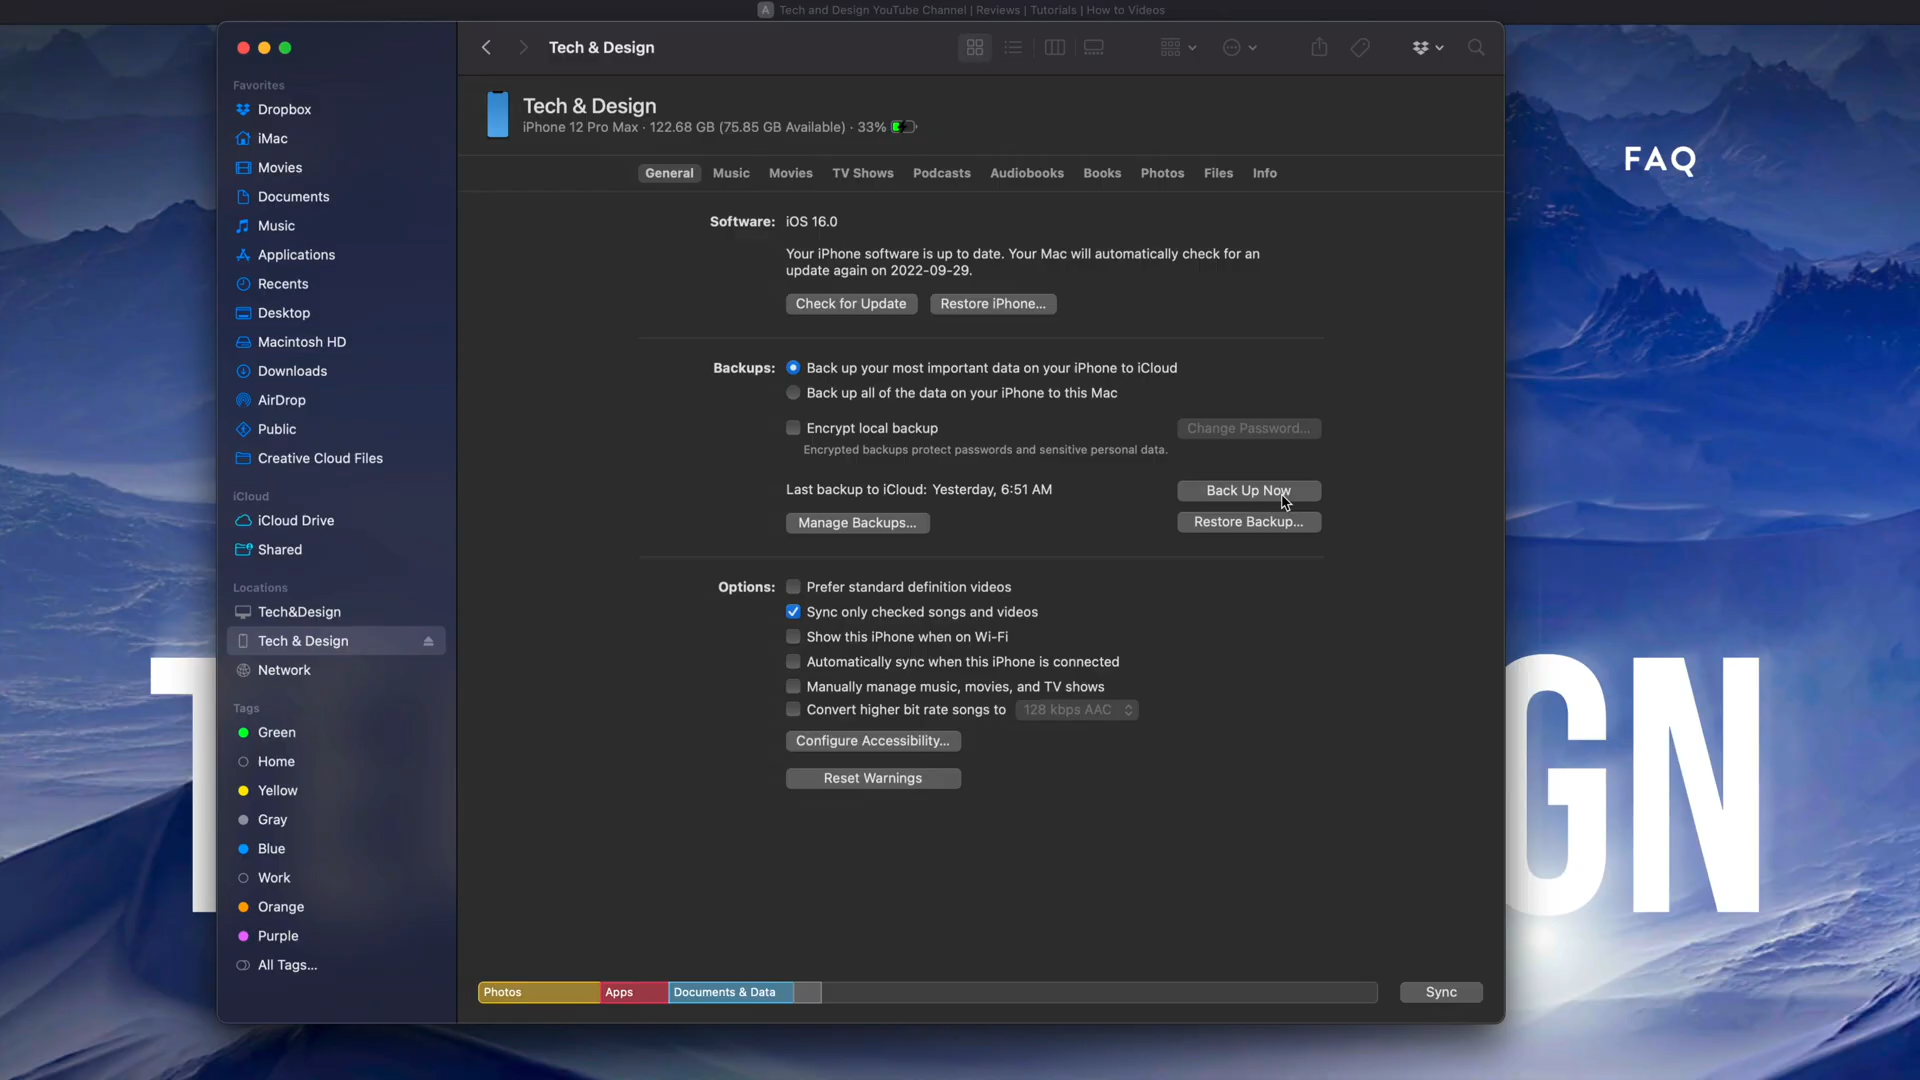 Tech and Design YouTube Channel | Reviews | Tutorials | How to Videos
Tech & Design
Favorites
Dropbox
iMac
Movies
Documents
Music
Applications
Recents
Desktop
Macintosh HD
Downloads
AirDrop
Public
Creative Cloud Files
iCloud
iCloud Drive
Shared
Locations
Tech&Design
Tech & Design
Network
Tags
Green
Home
Yellow
Gray
Blue
Work
Orange
Purple
All Tags...
Tech & Design
iPhone 12 Pro Max · 122.68 GB (75.85 GB Available) · 33%
General Music Movies TV Shows Podcasts Audiobooks Books Photos Files Info
Software: iOS 16.0
Your iPhone software is up to date. Your Mac will automatically check for an
update again on 2022-09-29.
Check for Update Restore iPhone...
Backups: Back up your most important data on your iPhone to iCloud
Back up all of the data on your iPhone to this Mac
Encrypt local backup Change Password...
Encrypted backups protect passwords and sensitive personal data.
Last backup to iCloud: Yesterday, 6:51 AM Back Up Now
Manage Backups... Restore Backup...
Options: Prefer standard definition videos
Sync only checked songs and videos
Show this iPhone when on Wi-Fi
Automatically sync when this iPhone is connected
Manually manage music, movies, and TV shows
Convert higher bit rate songs to 128 kbps AAC
Configure Accessibility...
Reset Warnings
Photos Apps Documents & Data Sync
FAQ
T
GN